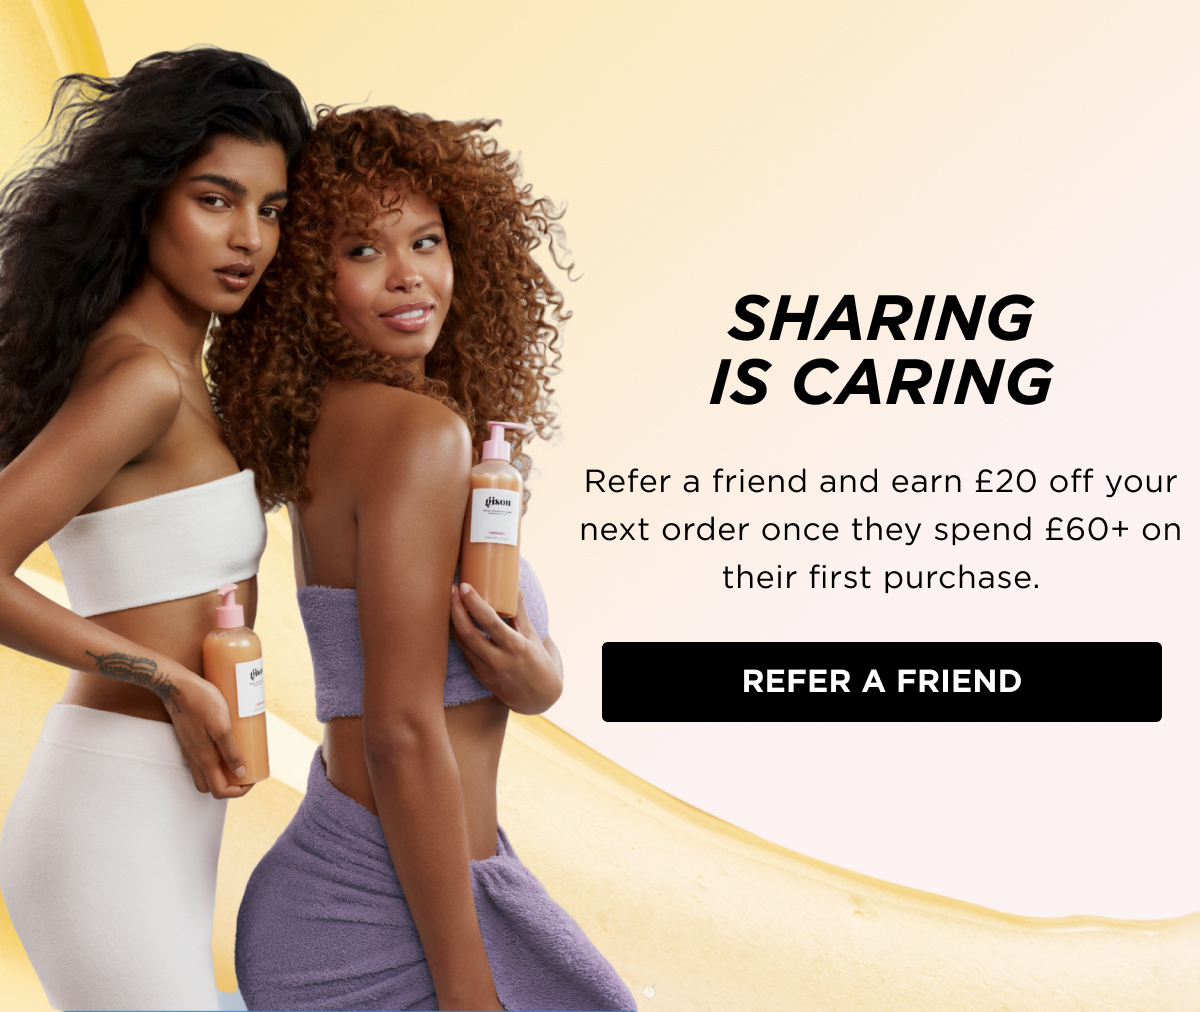 SHARING
IS CARING
Refer a friend and earn £20 off your
next order once they spend £60+ on
their first purchase.
REFER A FRIEND
gisou